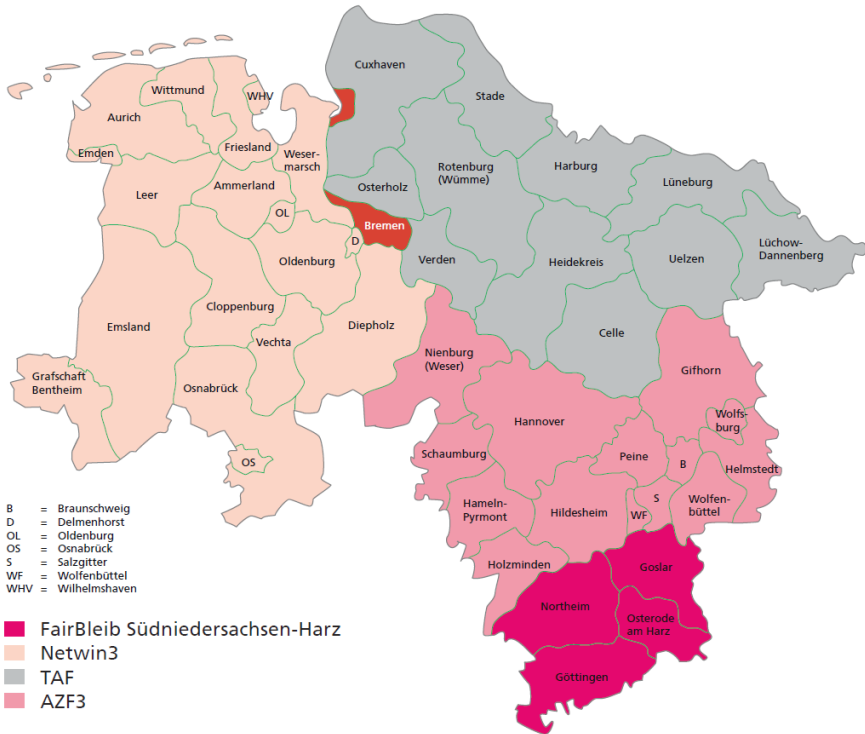 Cuxhaven
Wittmund
WHV
Stade
Aurich
Emden
Friesland
Weser-
marsch
Rotenburg
(Wümme)
Harburg
Ammerland
Osterholz
Leer
Lüneburg
OL
Bremen
D
Oldenburg
Verden
Heidekreis
Uelzen
Lüchow-
Dannenberg
Cloppenburg
Emsland
Diepholz
Celle
Vechta
Nienburg
(Weser)
Grafschaft
Bentheim
Osnabrück
Gifhorn
Hannover
Wolfs-
burg
Schaumburg
Peine
B
Helmstedt
OS
S
Hameln-
Pyrmont
Hildesheim
WF
Wolfen-
büttel
Holzminden
Goslar
Northeim
Osterode
am Harz
Göttingen
B = Braunschweig
D = Delmenhorst
OL = Oldenburg
OS = Osnabrück
S = Salzgitter
WF = Wolfenbüttel
WHV = Wilhelmshaven
FairBleib Südniedersachsen-Harz
Netwin3
TAF
AZF3